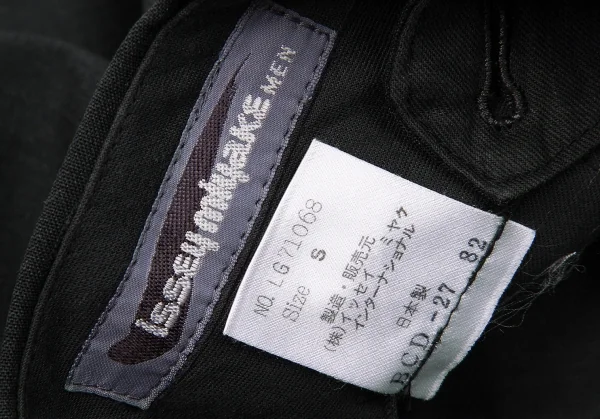 ISSEY MIYAKE MEN
NO. LG71068
Size S
製造・販売元
(株)イッセイ ミヤケ
インターナショナル
日本製 82
BCD-27